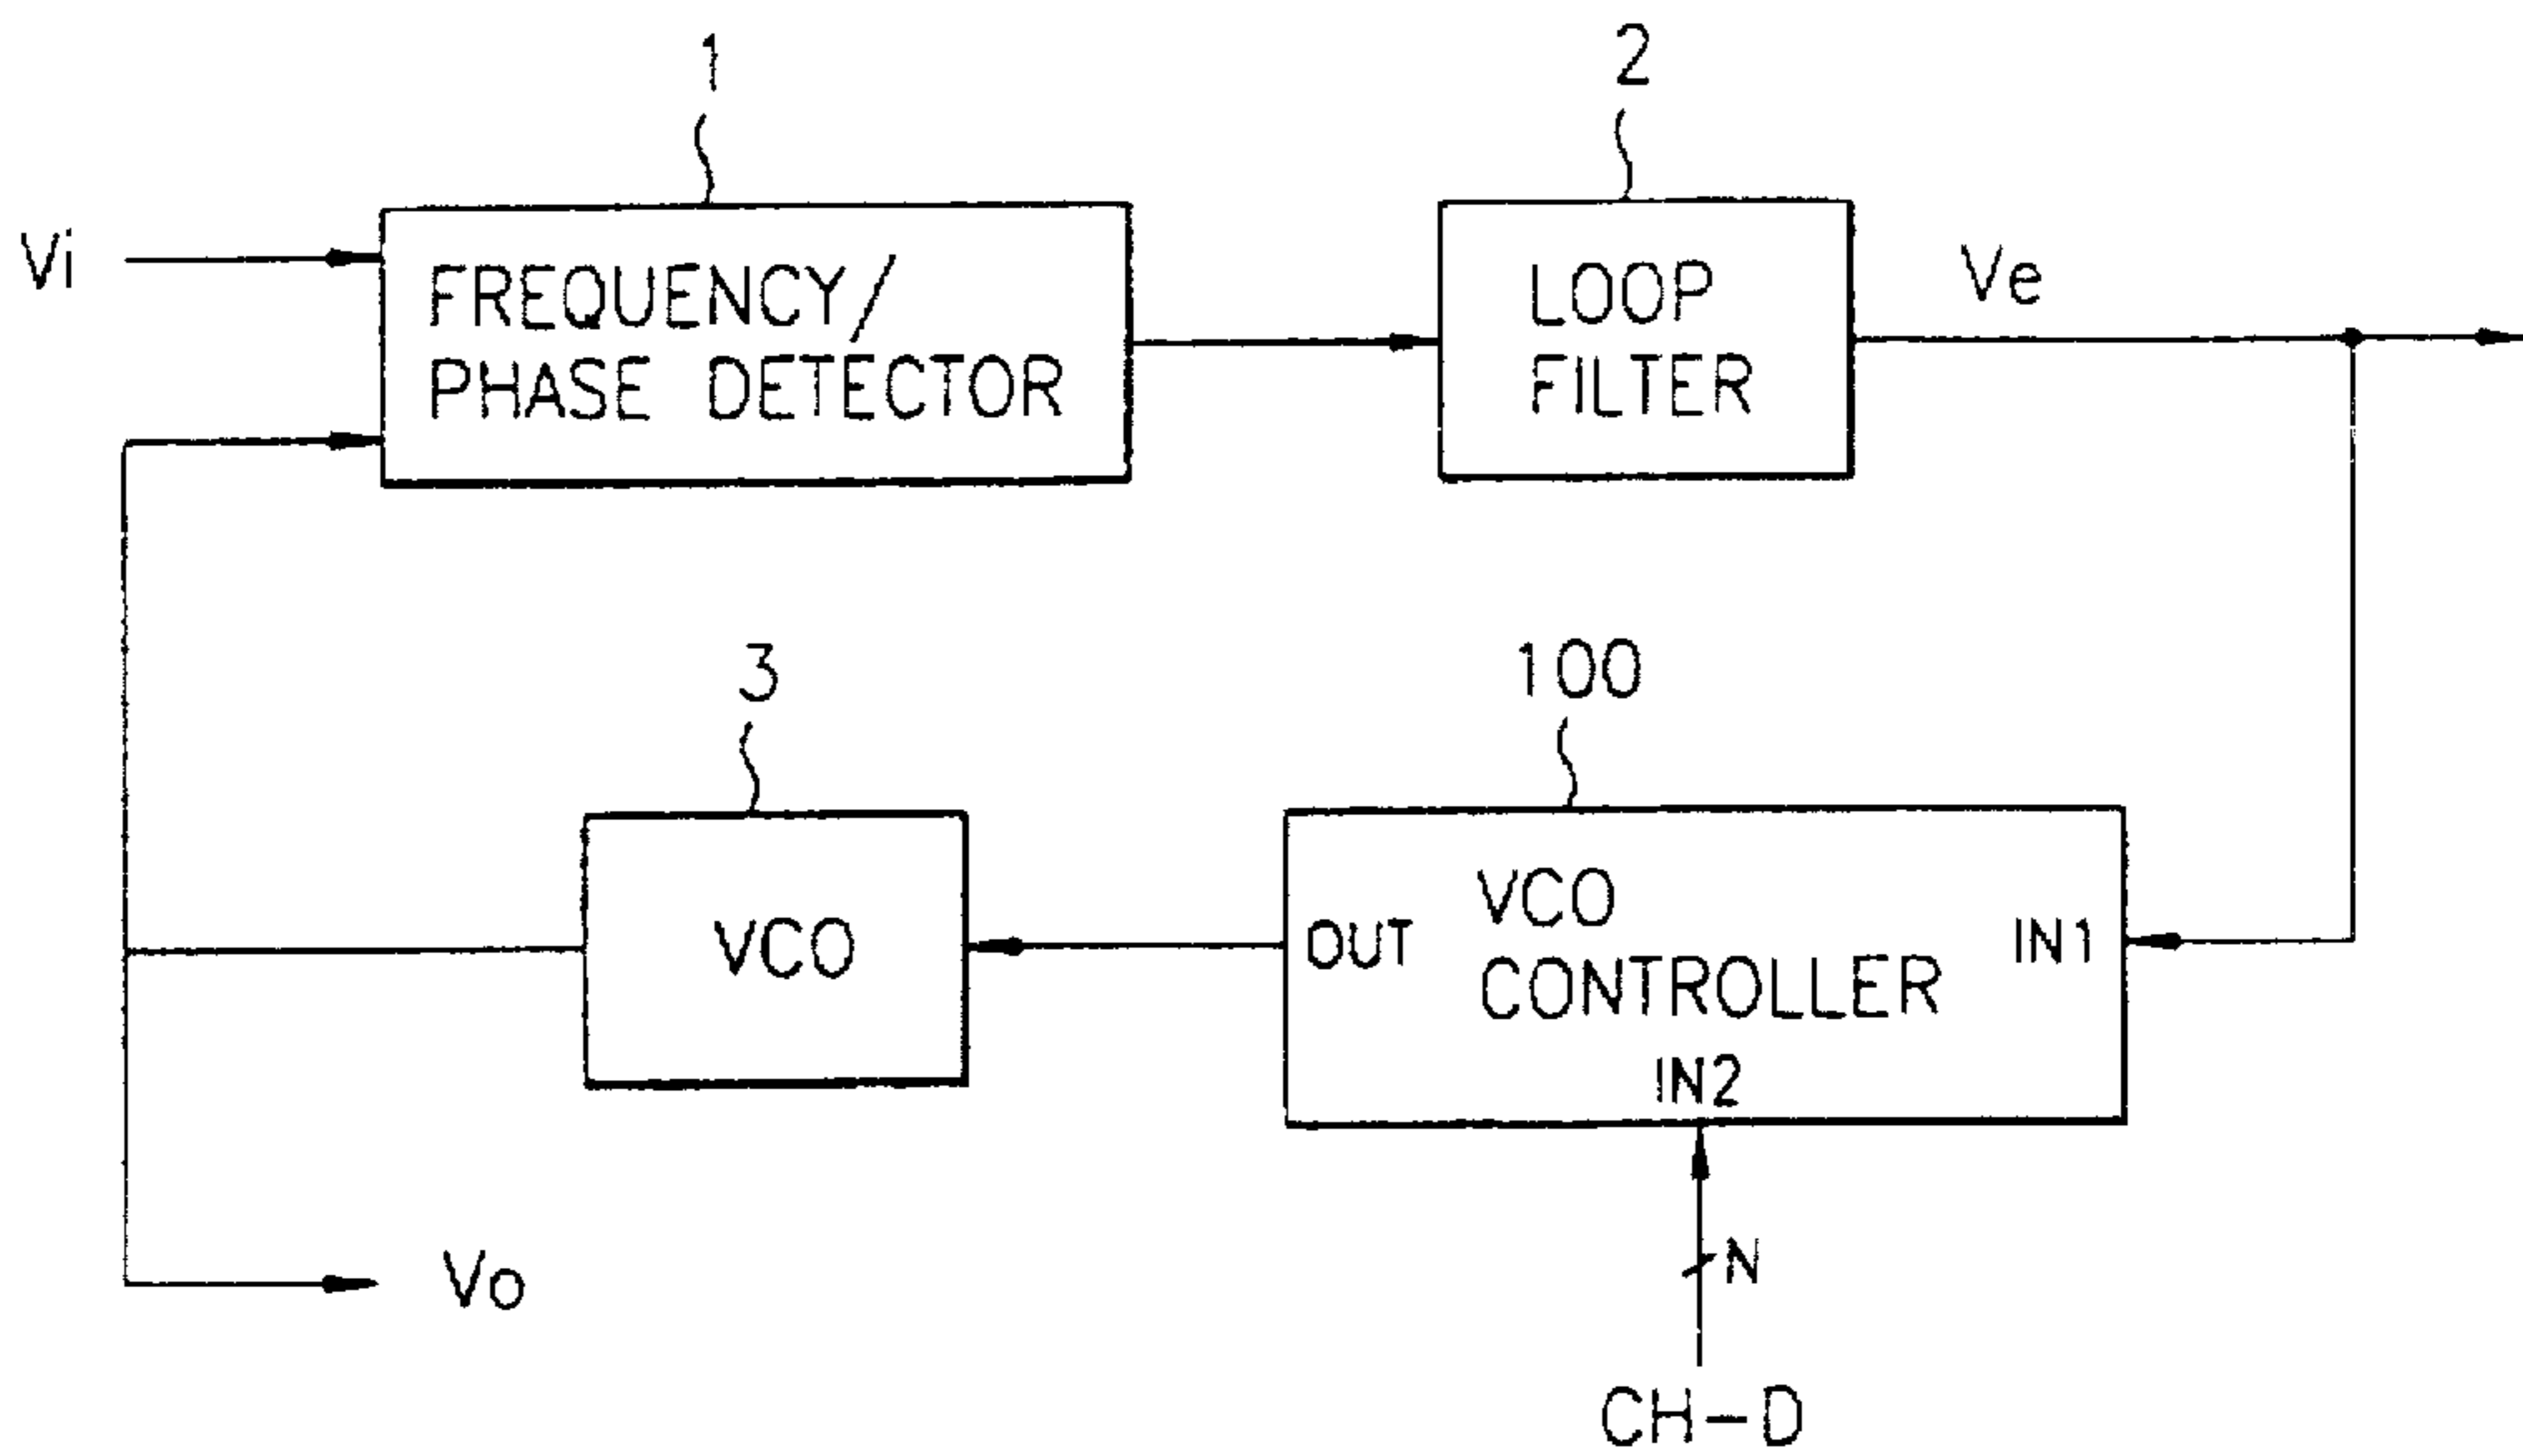 1
2
Vi
FREQUENCY/
PHASE DETECTOR
LOOP
FILTER
Ve
3
100
VCO
OUT
VCO
CONTROLLER
IN1
IN2
N
Vo
CH-D